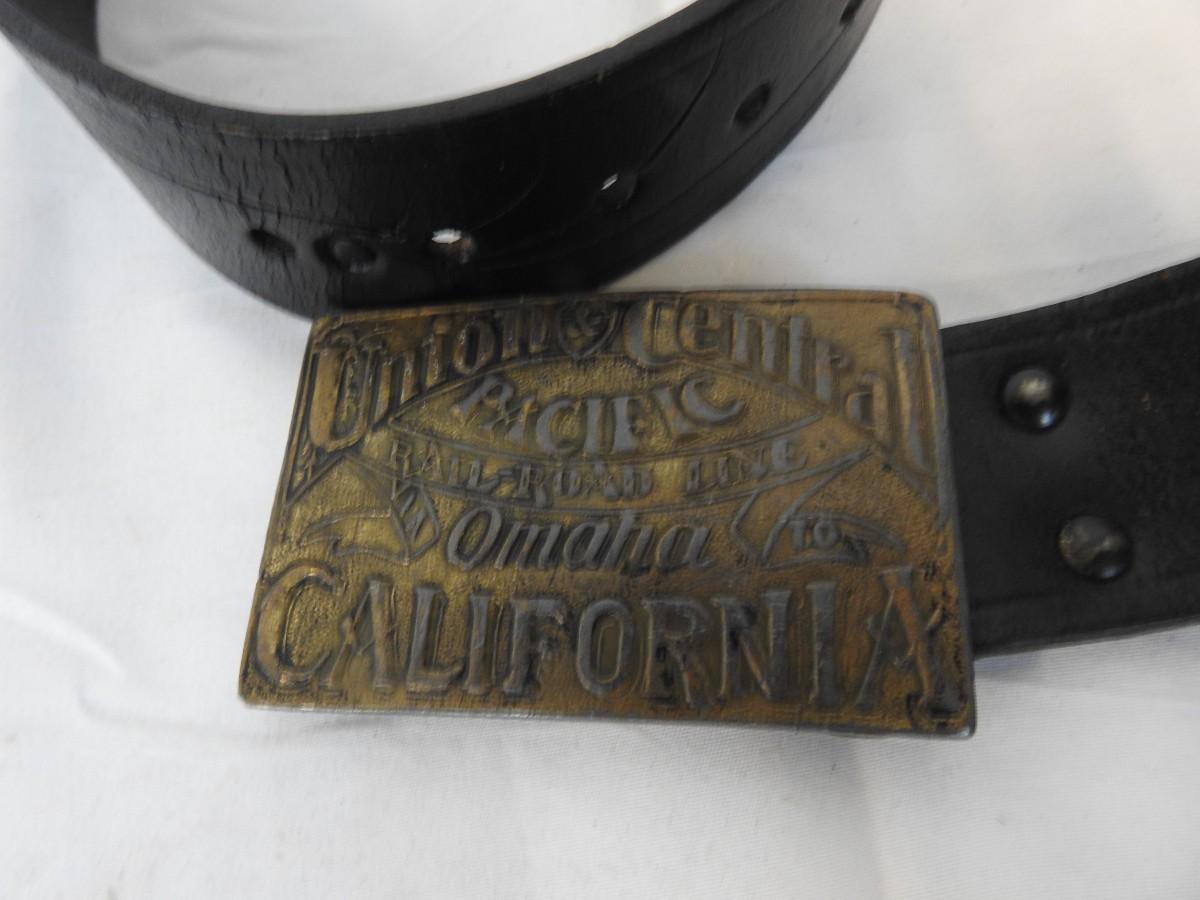 Union & Central
PACIFIC
RAIL-ROAD LINE
Omaha TO
CALIFORNIA